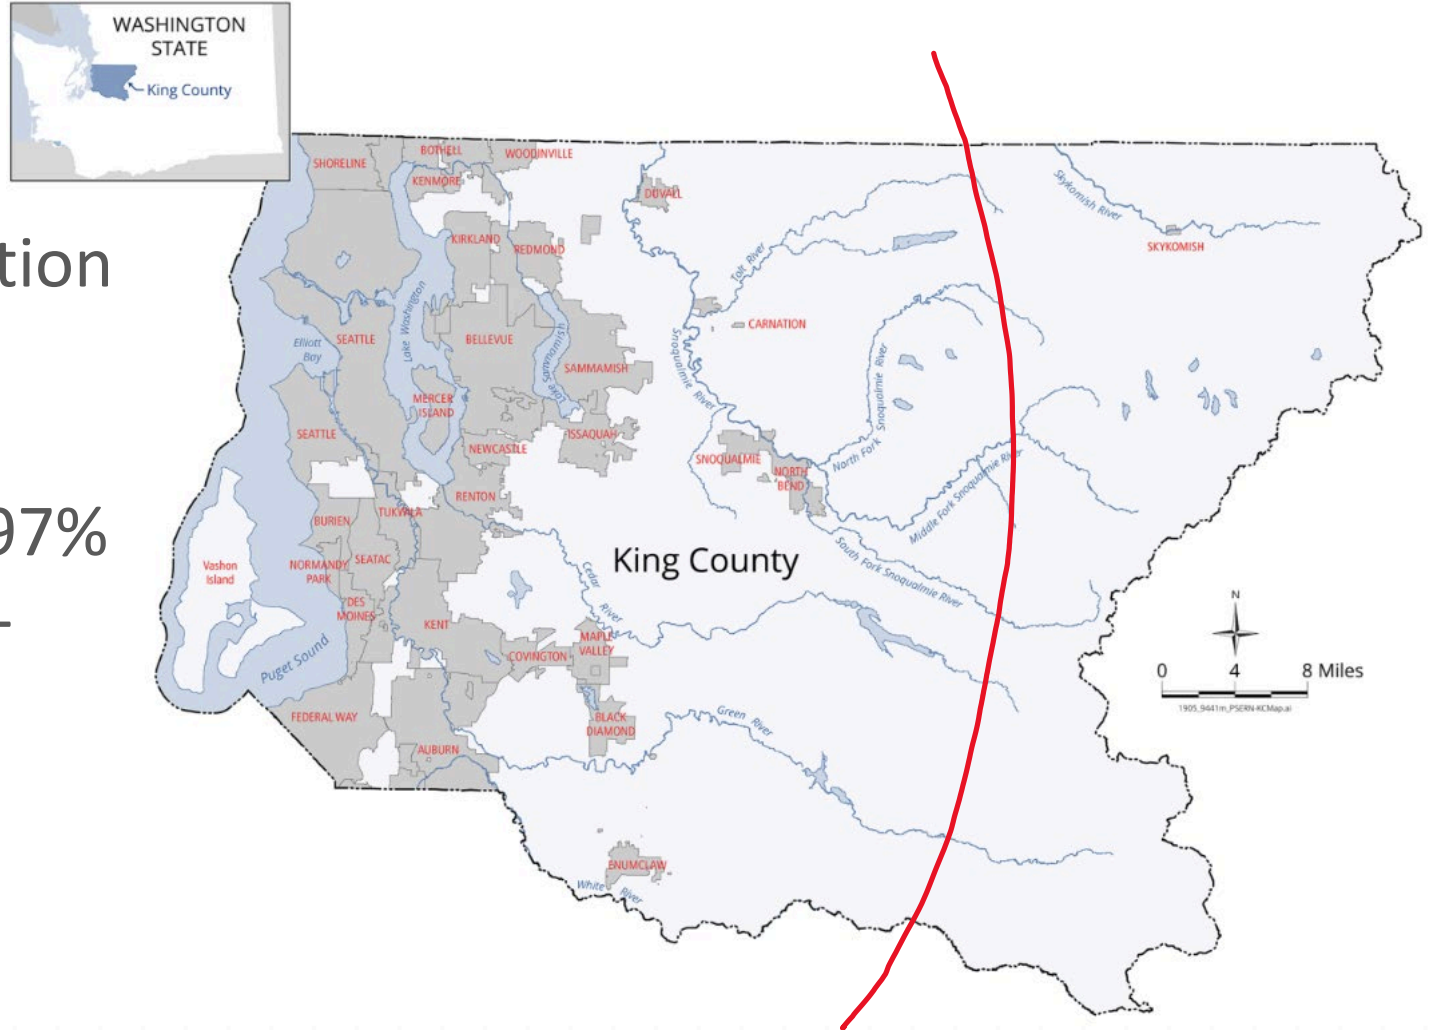 WASHINGTON
STATE
King County
tion
97%
SHORELINE
BOTHELL
WOODINVILLE
KENMORE
DUVALL
Skykomish River
SKYKOMISH
KIRKLAND
REDMOND
Tolt River
Lake Washington
Elliott
Bay
SEATTLE
BELLEVUE
Lake Sammamish
SAMMAMISH
CARNATION
Snoqualmie River
North Fork Snoqualmie River
MERCER
ISLAND
SEATTLE
NEWCASTLE
ISSAQUAH
SNOQUALMIE
NORTH
BEND
Middle Fork Snoqualmie River
RENTON
BURIEN
TUKWILA
Vashon
Island
NORMANDY
PARK
SEATAC
King County
South Fork Snoqualmie River
Cedar River
DES
MOINES
KENT
MAPLE
VALLEY
COVINGTON
Puget Sound
FEDERAL WAY
BLACK
DIAMOND
Green River
AUBURN
ENUMCLAW
White River
N
0 4 8 Miles
1905_9441m_PSERN-KCMap.ai